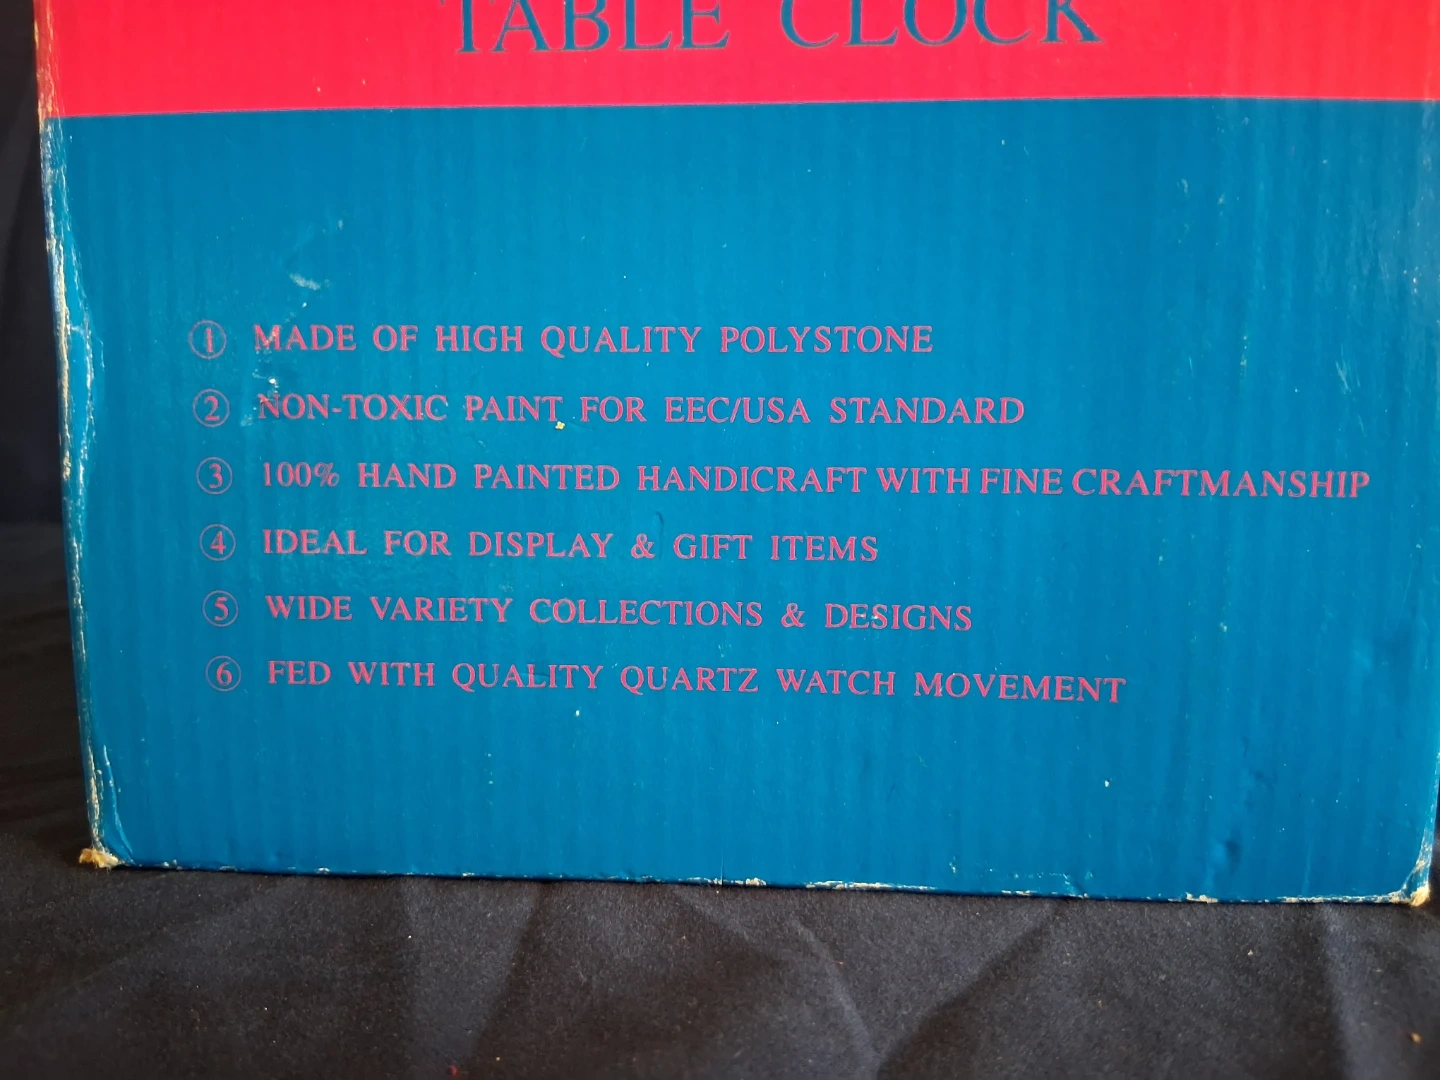 TABLE CLOCK
① MADE OF HIGH QUALITY POLYSTONE
② NON-TOXIC PAINT FOR EEC/USA STANDARD
③ 100% HAND PAINTED HANDICRAFT WITH FINE CRAFTMANSHIP
④ IDEAL FOR DISPLAY & GIFT ITEMS
⑤ WIDE VARIETY COLLECTIONS & DESIGNS
⑥ FED WITH QUALITY QUARTZ WATCH MOVEMENT